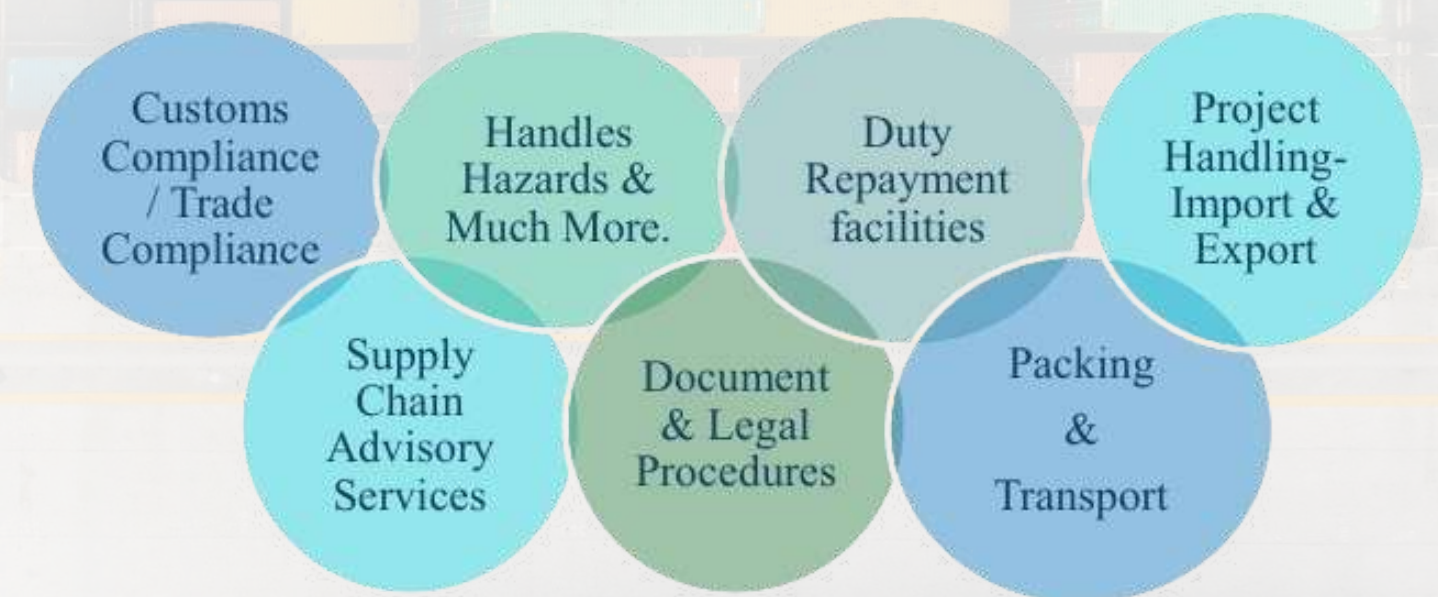 Customs
Compliance
/ Trade
Compliance
Handles
Hazards &
Much More.
Duty
Repayment
facilities
Project
Handling-
Import &
Export
Supply
Chain
Advisory
Services
Document
& Legal
Procedures
Packing
&
Transport